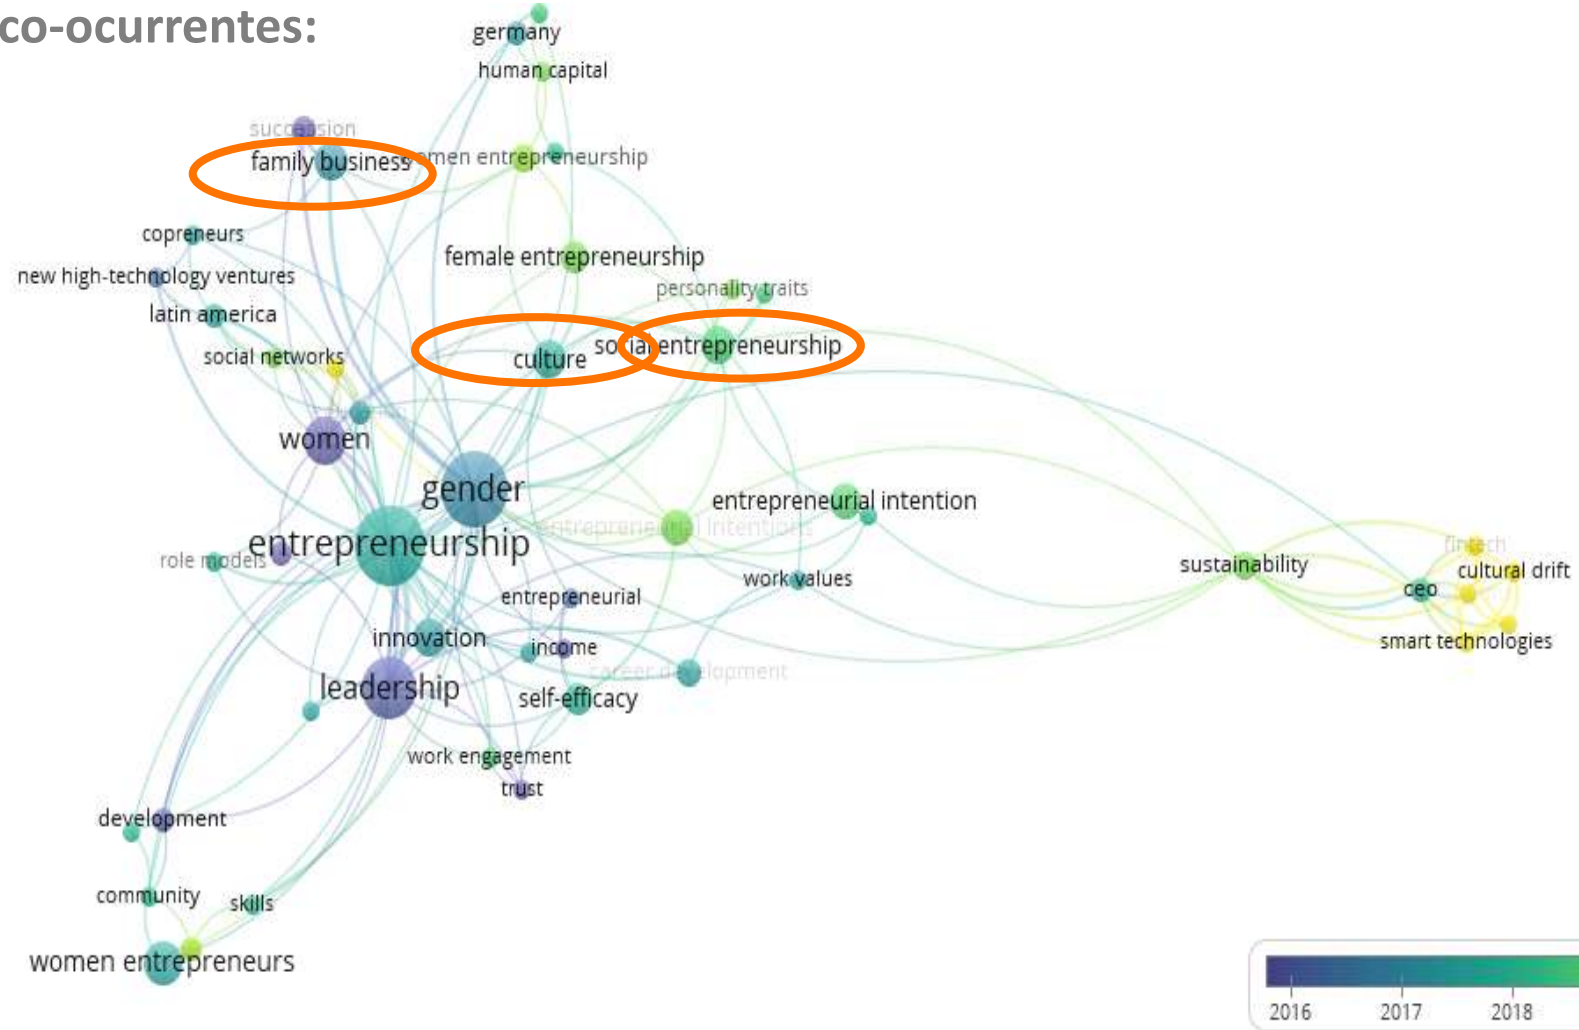 co-ocurrentes:
germany
human capital
succession
family business
women entrepreneurship
copreneurs
female entrepreneurship
new high-technology ventures
personality traits
latin america
social networks
culture
social entrepreneurship
women
gender
entrepreneurial intention
entrepreneurial intentions
entrepreneurship
role models
fintech
sustainability
cultural drift
work values
ceo
entrepreneurial
innovation
income
smart technologies
career development
leadership
self-efficacy
work engagement
trust
development
community
skills
women entrepreneurs
2016 2017 2018